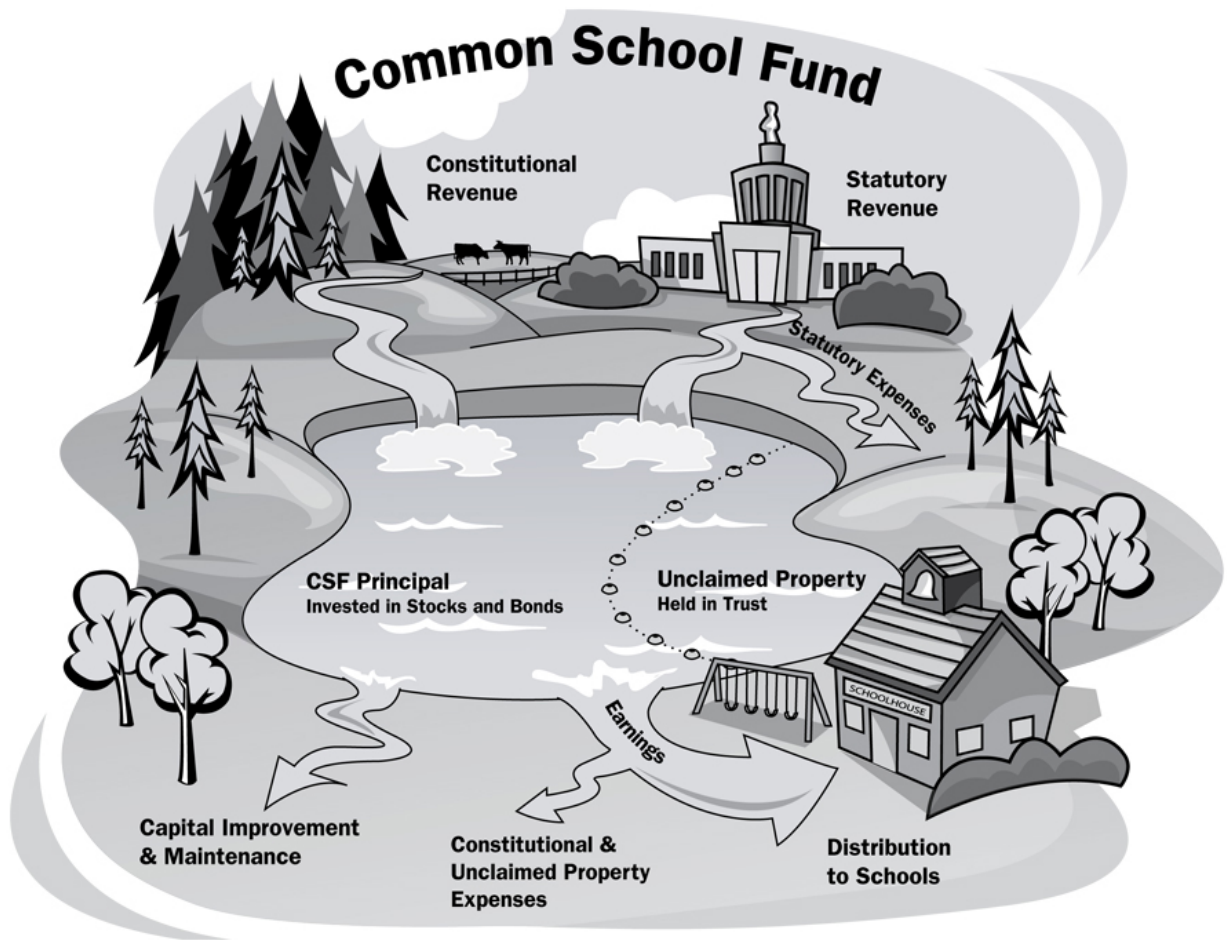 Common School Fund
Constitutional
Revenue
Statutory
Revenue
Statutory Expenses
CSF Principal
Invested in Stocks and Bonds
Unclaimed Property
Held in Trust
SCHOOLHOUSE
Earnings
Capital Improvement
& Maintenance
Constitutional &
Unclaimed Property
Expenses
Distribution
to Schools